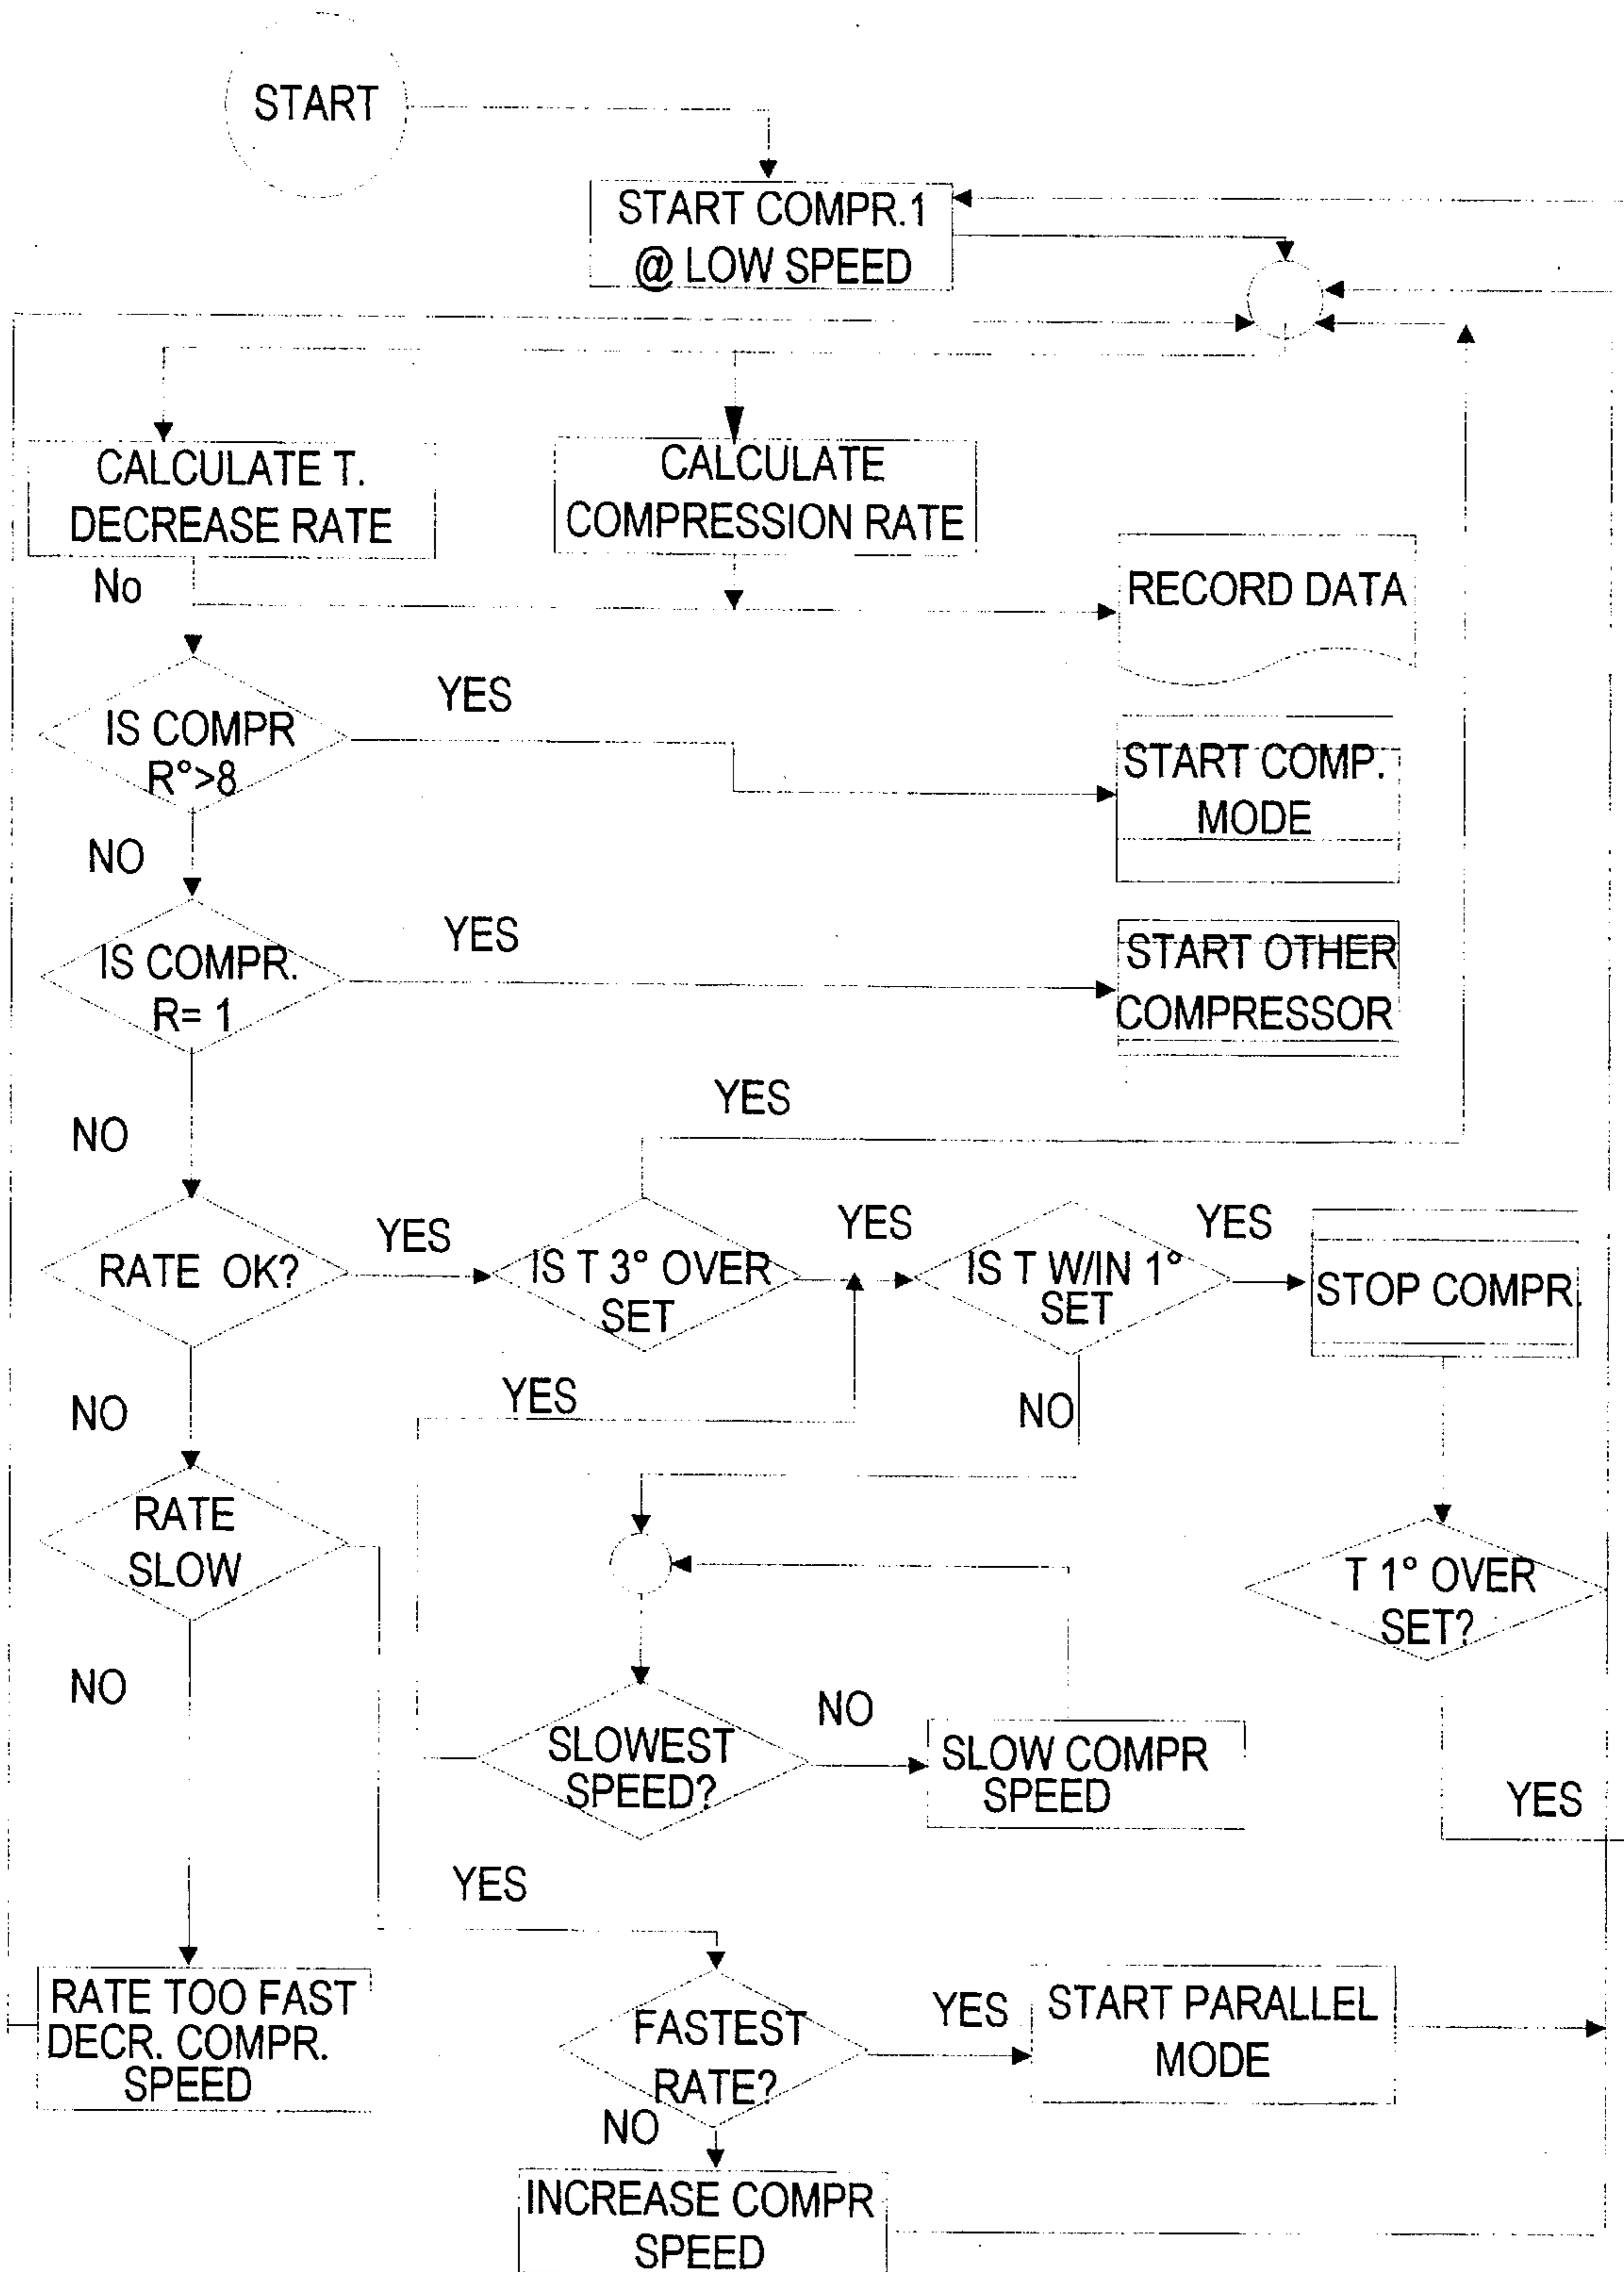 START
START COMPR.1
@ LOW SPEED
CALCULATE T.
DECREASE RATE
CALCULATE
COMPRESSION RATE
No
RECORD DATA
IS COMPR
R°>8
YES
START COMP.
MODE
NO
IS COMPR.
R= 1
YES
START OTHER
COMPRESSOR
NO
YES
RATE OK?
YES
IS T 3° OVER
SET
YES
IS T W/IN 1°
SET
YES
STOP COMPR.
NO
YES
NO
RATE
SLOW
T 1° OVER
SET?
NO
SLOWEST
SPEED?
NO
SLOW COMPR
SPEED
YES
YES
RATE TOO FAST
DECR. COMPR.
SPEED
FASTEST
RATE?
YES
START PARALLEL
MODE
NO
INCREASE COMPR
SPEED